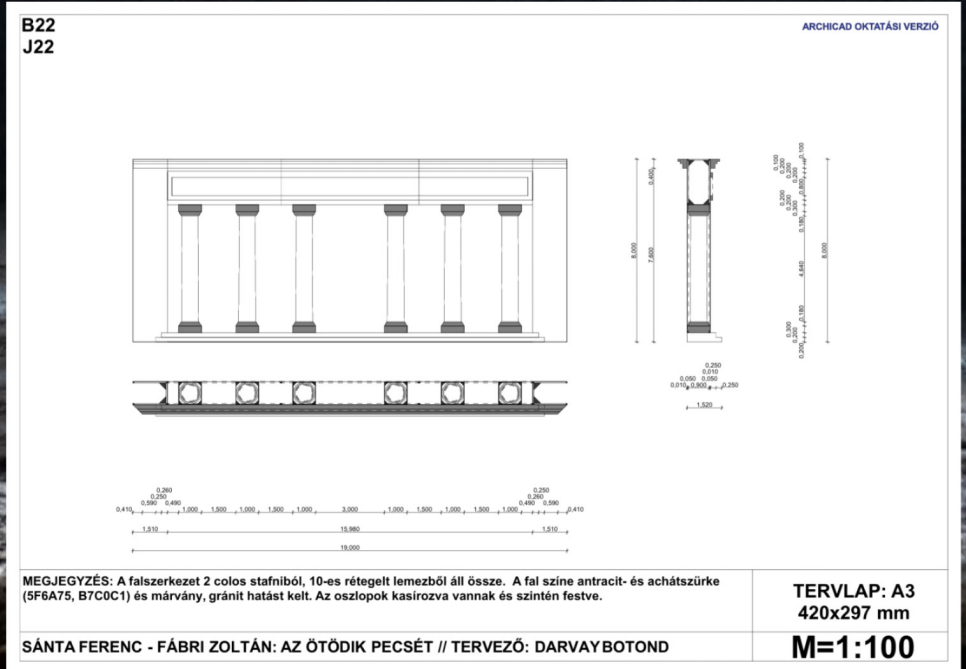 B22
J22
ARCHICAD OKTATÁSI VERZIÓ
8,000
7,600
0,400
0,100
0,200
0,200
0,200
0,200
0,100
0,200
0,200
0,800
0,300
0,180
4,640
0,180
0,300
0,200
0,200
8,000
0,250
0,010
0,050 0,050
0,010 0,900 0,250
1,520
0,260
0,250
0,590 0,490
0,410 1,000 1,500 1,000 1,500 1,000 3,000 1,000 1,500 1,000 1,500 1,000
0,250
0,260
0,490 0,590
0,410
1,510 15,980 1,510
19,000
MEGJEGYZÉS: A falszerkezet 2 colos stafniból, 10-es rétegelt lemezből áll össze. A fal színe antracit- és achátszürke
(5F6A75, B7C0C1) és márvány, gránit hatást kelt. Az oszlopok kasírozva vannak és szintén festve.
TERVLAP: A3
420x297 mm
SÁNTA FERENC - FÁBRI ZOLTÁN: AZ ÖTÖDIK PECSÉT // TERVEZŐ: DARVAY BOTOND
M=1:100